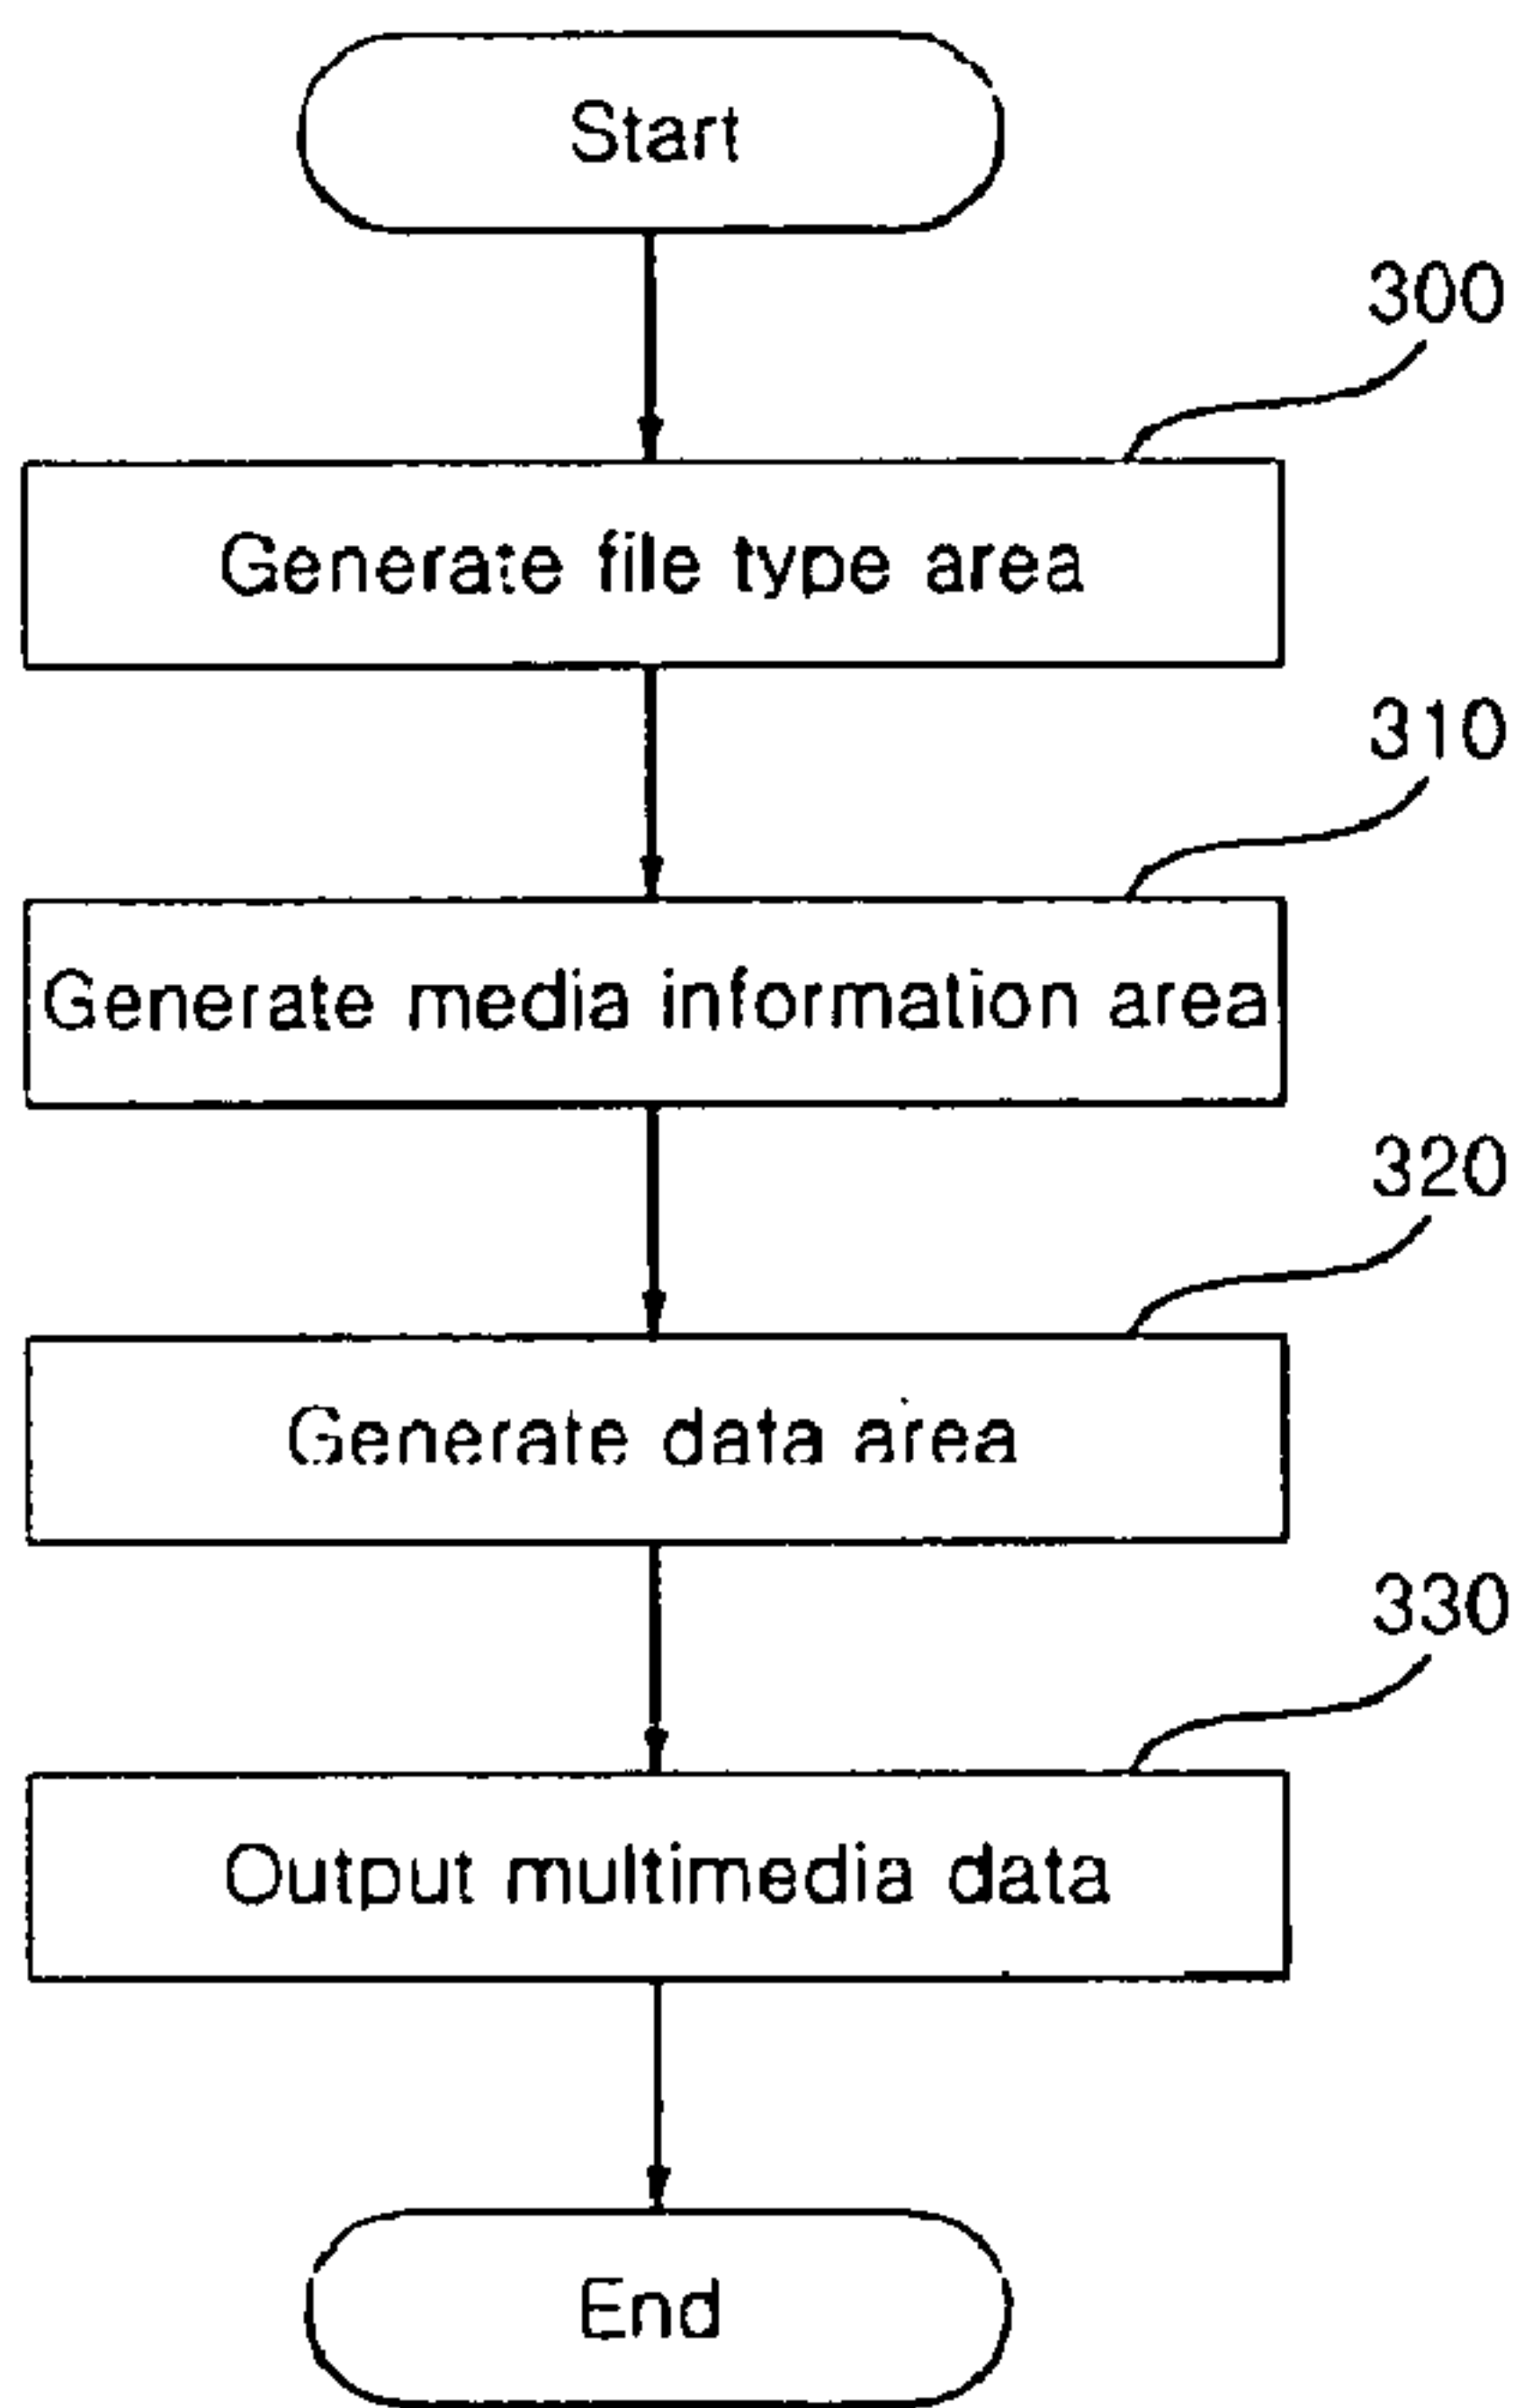 Start
300
Generate file type area
310
Generate media information area
320
Generate data area
330
Output multimedia data
End